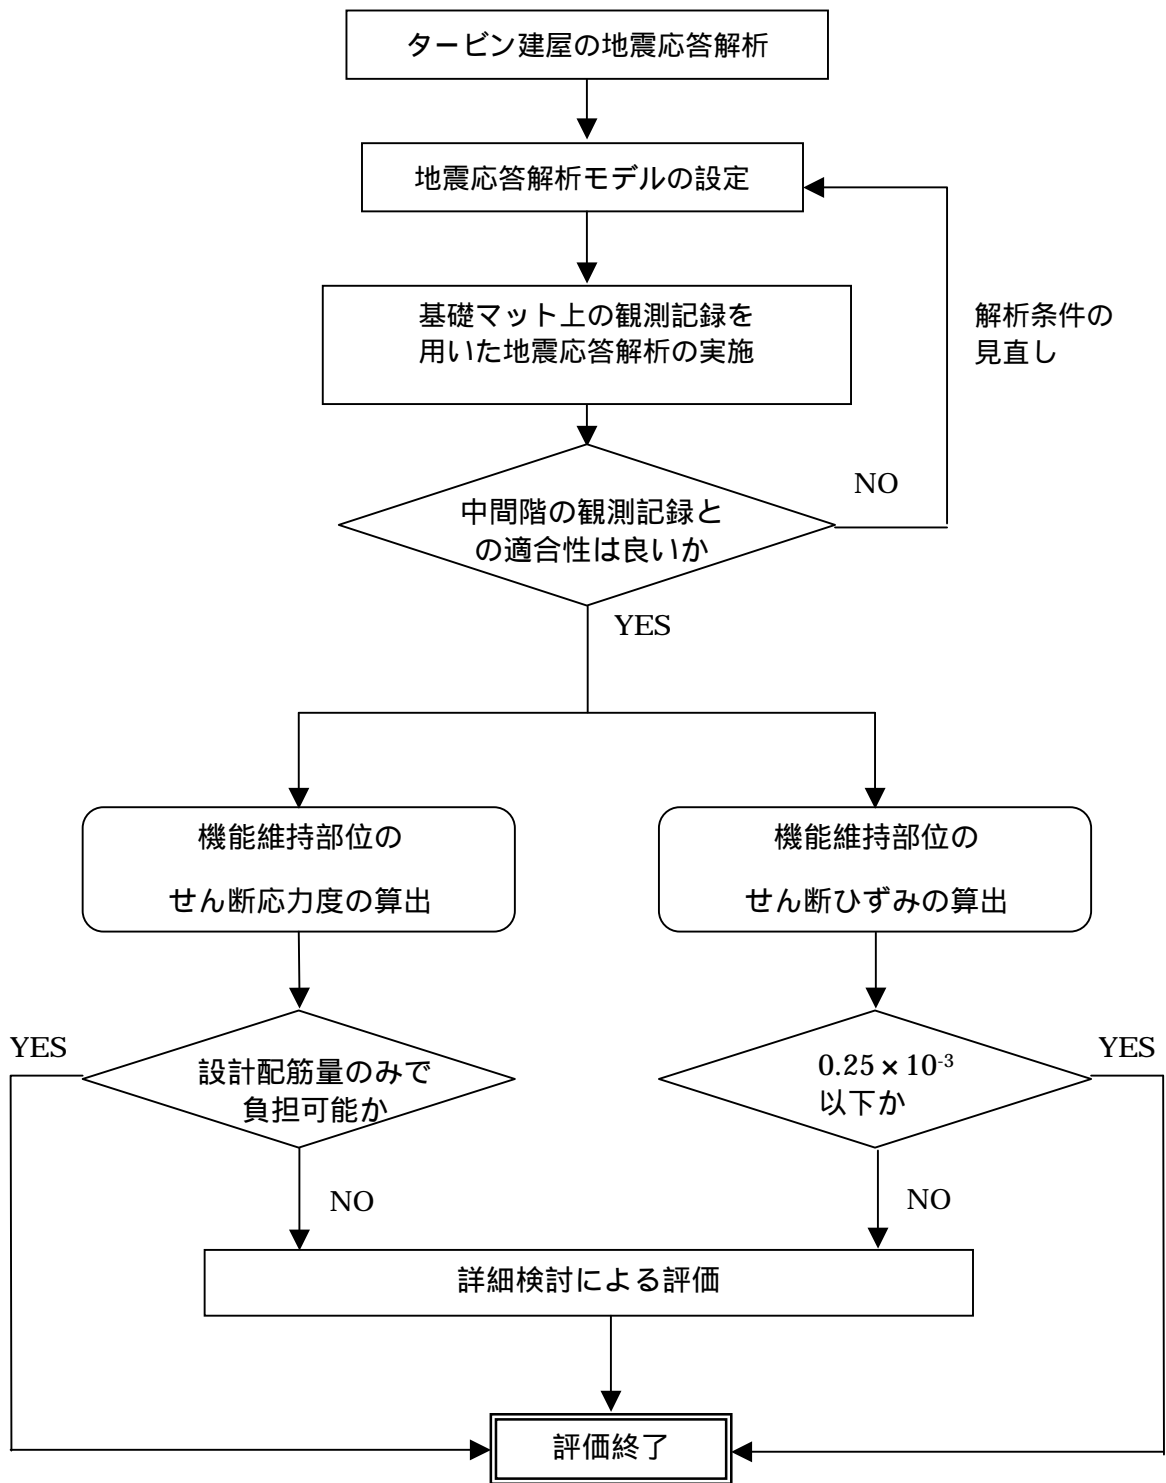 タービン建屋の地震応答解析
地震応答解析モデルの設定
基礎マット上の観測記録を
用いた地震応答解析の実施
解析条件の
見直し
中間階の観測記録と
の適合性は良いか
NO
YES
機能維持部位の
せん断応力度の算出
機能維持部位の
せん断ひずみの算出
YES
設計配筋量のみで
負担可能か
0.25×10-3
以下か
YES
NO
NO
詳細検討による評価
評価終了